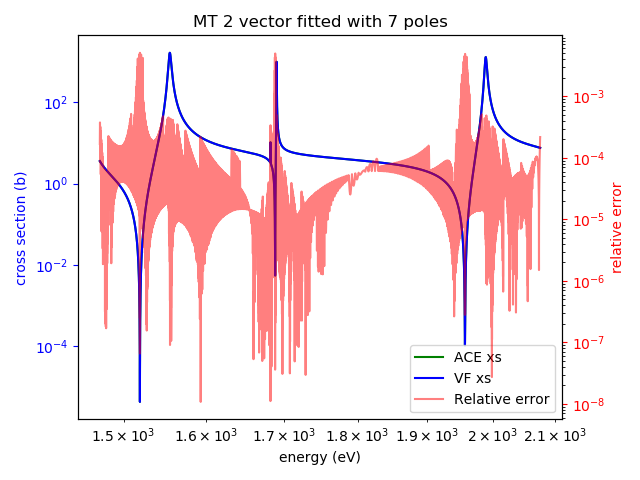 MT 2 vector fitted with 7 poles
cross section (b)
10²
10⁰
10⁻²
10⁻⁴
10⁻³
10⁻⁴
10⁻⁵
10⁻⁶
10⁻⁷
10⁻⁸
relative error
ACE xs
VF xs
Relative error
1.5 × 10³ 1.6 × 10³ 1.7 × 10³ 1.8 × 10³ 1.9 × 10³ 2 × 10³ 2.1 × 10³
energy (eV)